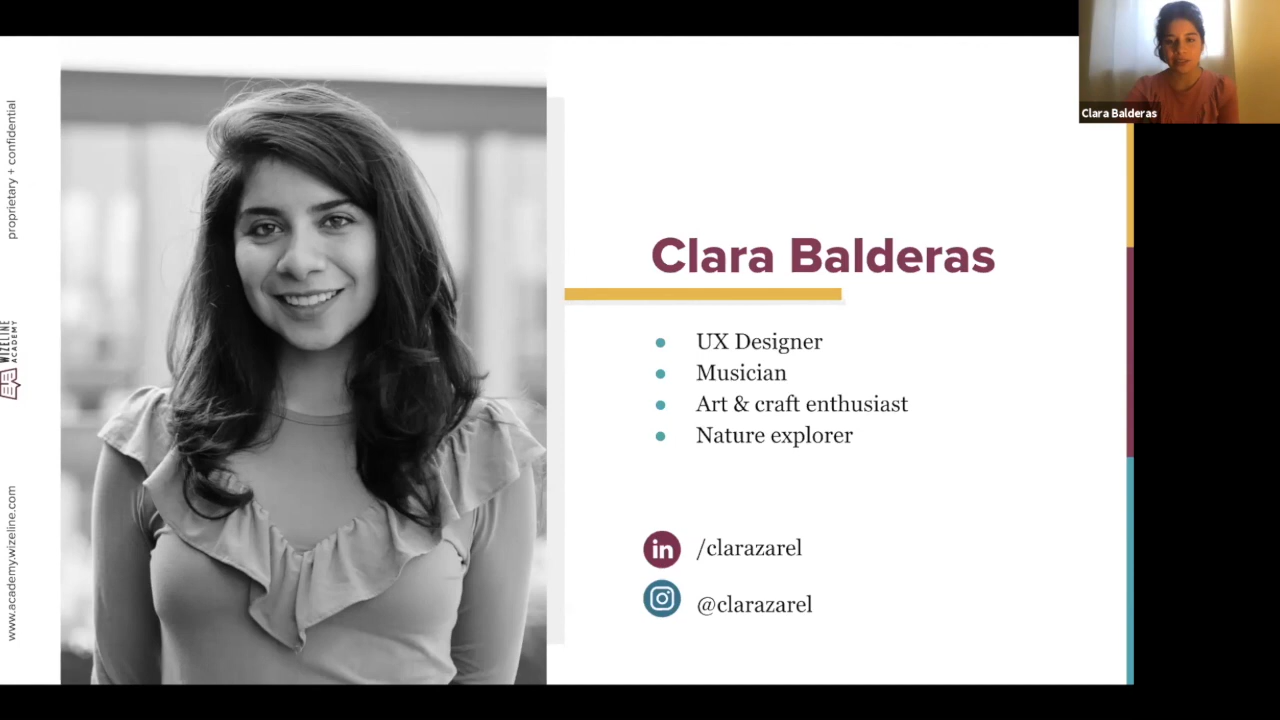 proprietary + confidential
WIZELINE
ACADEMY
www.academy.wizeline.com
Clara Balderas
UX Designer
Musician
Art & craft enthusiast
Nature explorer
in
/clarazarel
@clarazarel
Clara Balderas